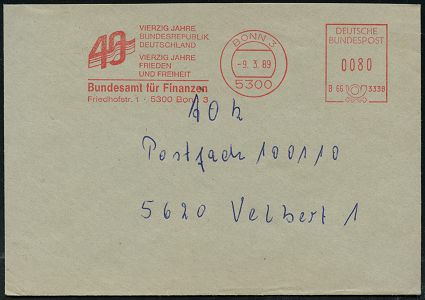 40
VIERZIG JAHRE
BUNDESREPUBLIK
DEUTSCHLAND
VIERZIG JAHRE
FRIEDEN
UND FREIHEIT
Bundesamt für Finanzen
Friedhofstr. 1 · 5300 Bonn 3
BONN 3
-9. 3. 89
5300
DEUTSCHE
BUNDESPOST
0080
B 66 3338
AOK
Postfach 100110
5620 Velbert 1